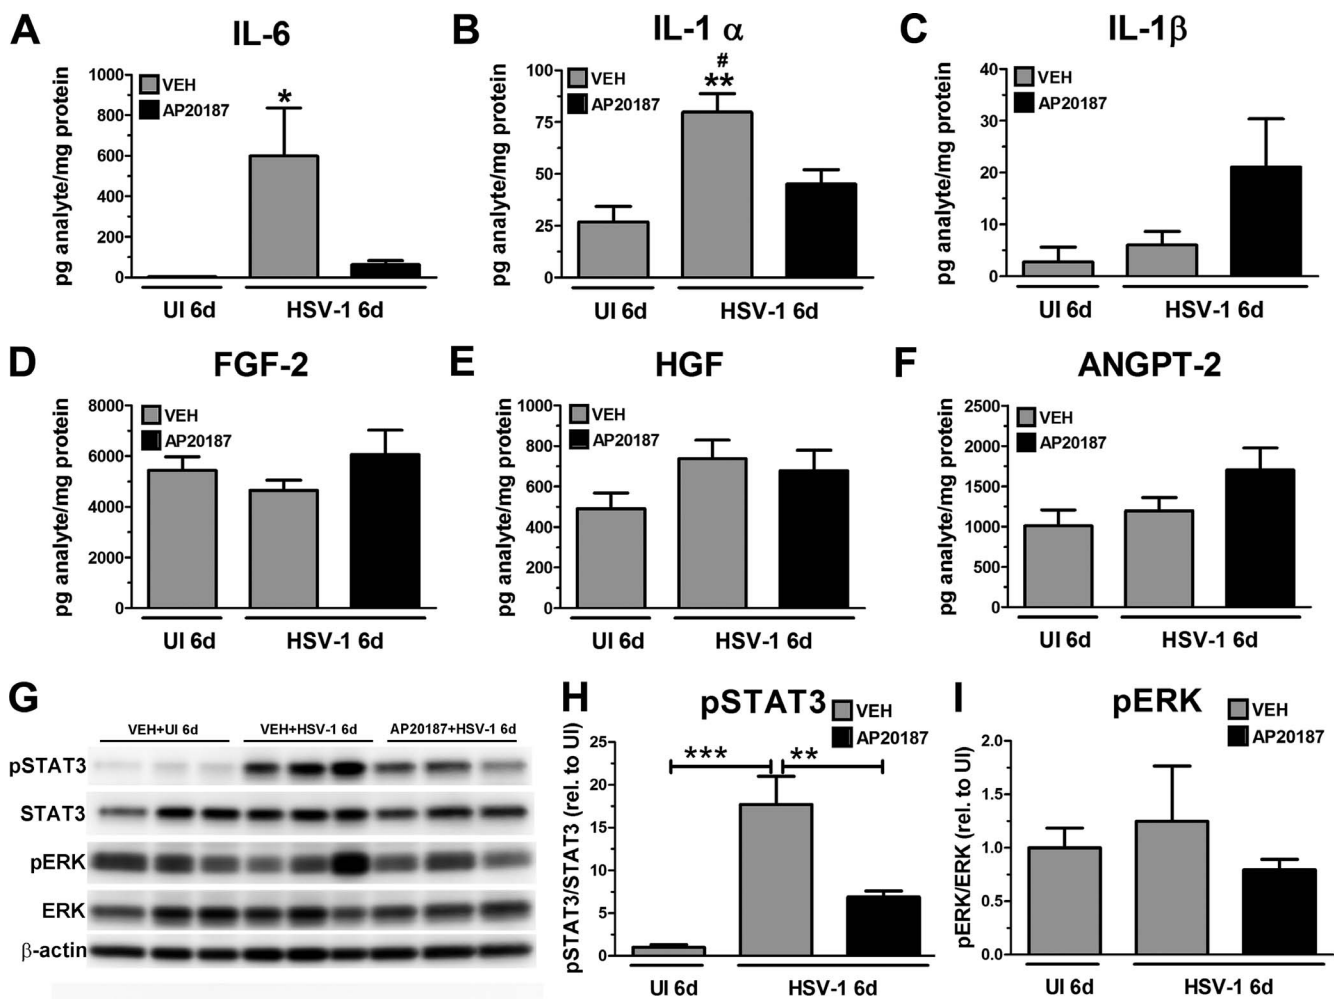 A
IL-6
pg analyte/mg protein
1000
800
600
400
200
0
VEH
AP20187
*
UI 6d
HSV-1 6d
B
IL-1 α
pg analyte/mg protein
100
75
50
25
0
VEH
AP20187
#
**
UI 6d
HSV-1 6d
C
IL-1β
pg analyte/mg protein
40
30
20
10
0
VEH
AP20187
UI 6d
HSV-1 6d
D
FGF-2
pg analyte/mg protein
8000
6000
4000
2000
0
VEH
AP20187
UI 6d
HSV-1 6d
E
HGF
pg analyte/mg protein
1000
800
600
400
200
0
VEH
AP20187
UI 6d
HSV-1 6d
F
ANGPT-2
pg analyte/mg protein
2500
2000
1500
1000
500
0
VEH
AP20187
UI 6d
HSV-1 6d
G
VEH+UI 6d
VEH+HSV-1 6d
AP20187+HSV-1 6d
pSTAT3
STAT3
pERK
ERK
β-actin
H
pSTAT3
VEH
AP20187
pSTAT3/STAT3 (rel. to UI)
25
20
15
10
5
0
***
**
UI 6d
HSV-1 6d
I
pERK
VEH
AP20187
pERK/ERK (rel. to UI)
2.0
1.5
1.0
0.5
0.0
UI 6d
HSV-1 6d